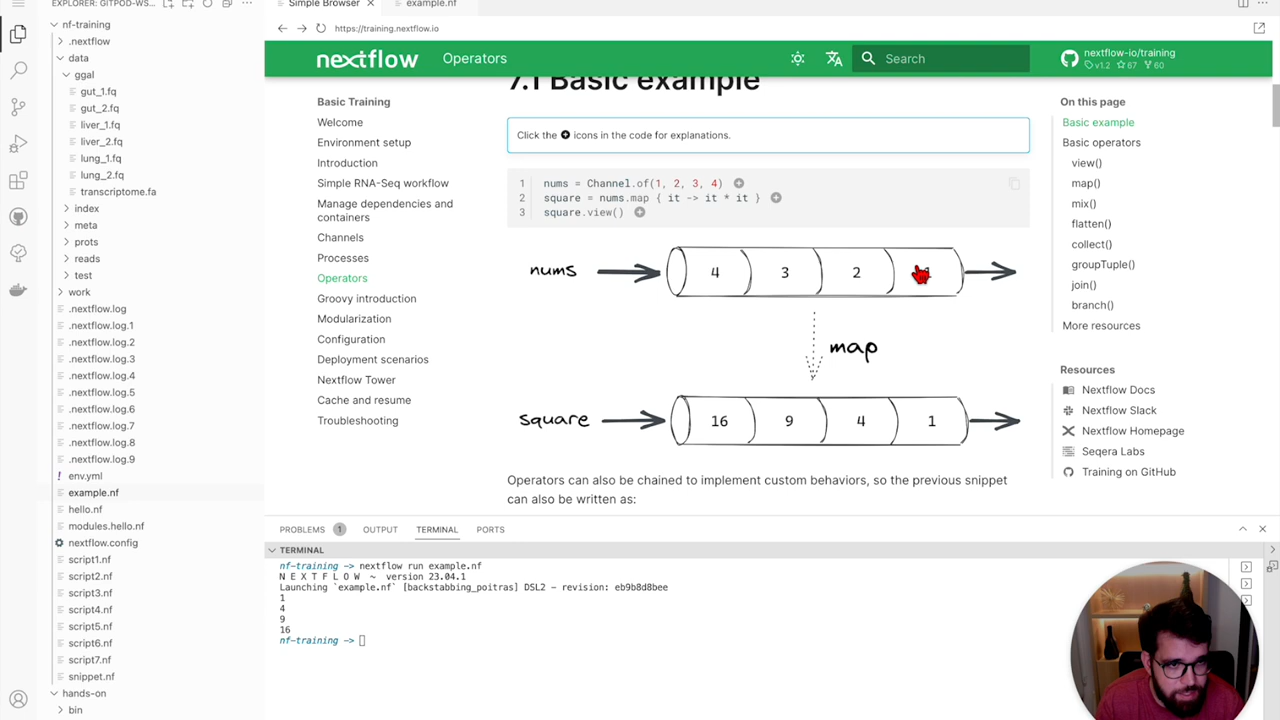 EXPLORER: GITPOD-WS...
nf-training
.nextflow
data
ggal
gut_1.fq
gut_2.fq
liver_1.fq
liver_2.fq
lung_1.fq
lung_2.fq
transcriptome.fa
index
meta
prots
reads
test
work
.nextflow.log
.nextflow.log.1
.nextflow.log.2
.nextflow.log.3
.nextflow.log.4
.nextflow.log.5
.nextflow.log.6
.nextflow.log.7
.nextflow.log.8
.nextflow.log.9
env.yml
example.nf
hello.nf
modules.hello.nf
nextflow.config
script1.nf
script2.nf
script3.nf
script4.nf
script5.nf
script6.nf
script7.nf
snippet.nf
hands-on
bin
Simple Browser
example.nf
https://training.nextflow.io
nextflow
Operators
Search
nextflow-io/training
v1.2 67 60
Basic Training
Welcome
Environment setup
Introduction
Simple RNA-Seq workflow
Manage dependencies and
containers
Channels
Processes
Operators
Groovy introduction
Modularization
Configuration
Deployment scenarios
Nextflow Tower
Cache and resume
Troubleshooting
7.1 Basic example
Click the icons in the code for explanations.
1 nums = Channel.of(1, 2, 3, 4)
2 square = nums.map { it -> it * it }
3 square.view()
nums 4 3 2
map
square 16 9 4 1
Operators can also be chained to implement custom behaviors, so the previous snippet
can also be written as:
On this page
Basic example
Basic operators
view()
map()
mix()
flatten()
collect()
groupTuple()
join()
branch()
More resources
Resources
Nextflow Docs
Nextflow Slack
Nextflow Homepage
Seqera Labs
Training on GitHub
PROBLEMS 1 OUTPUT TERMINAL PORTS
TERMINAL
nf-training -> nextflow run example.nf
N E X T F L O W ~ version 23.04.1
Launching `example.nf` [backstabbing_poitras] DSL2 - revision: eb9b8d8bee
1
4
9
16
nf-training ->